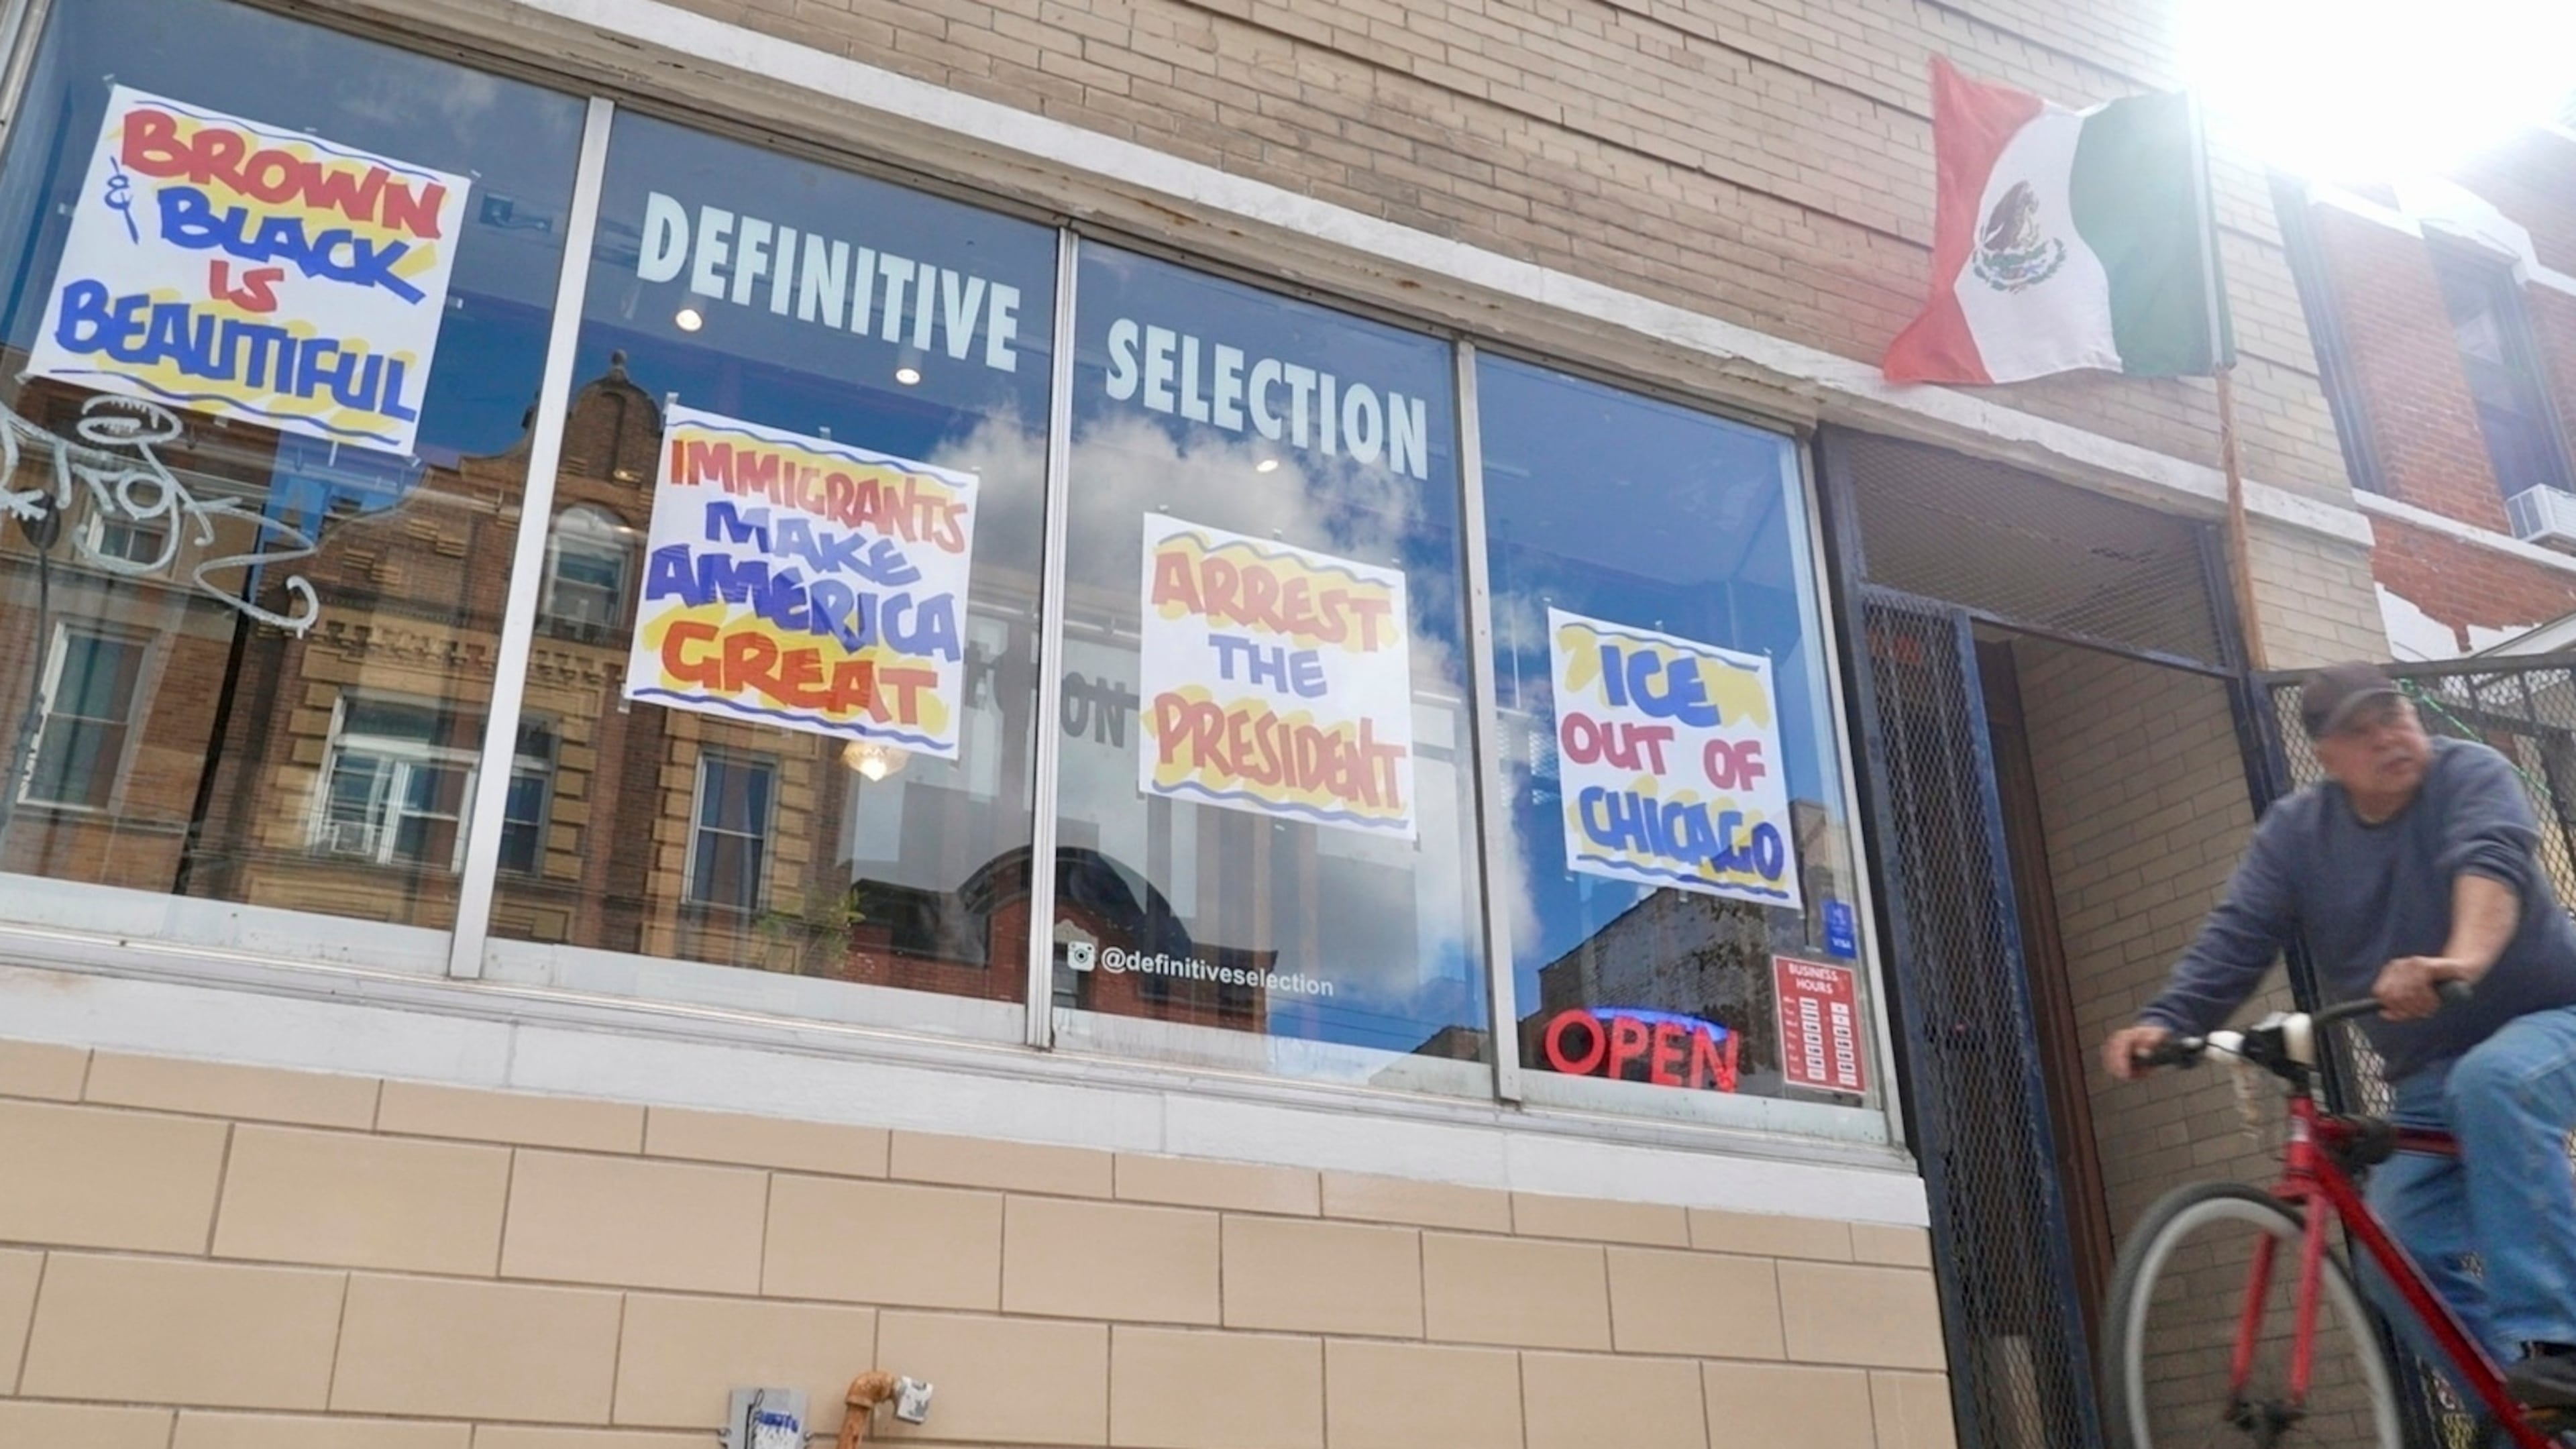 BROWN
& BLACK
IS
BEAUTIFUL
DEFINITIVE SELECTION
IMMIGRANTS
MAKE
AMERICA
GREAT
ARREST
THE
PRESIDENT
ICE
OUT OF
CHICAGO
@definitiveselection
OPEN
VISA
BUSINESS
HOURS